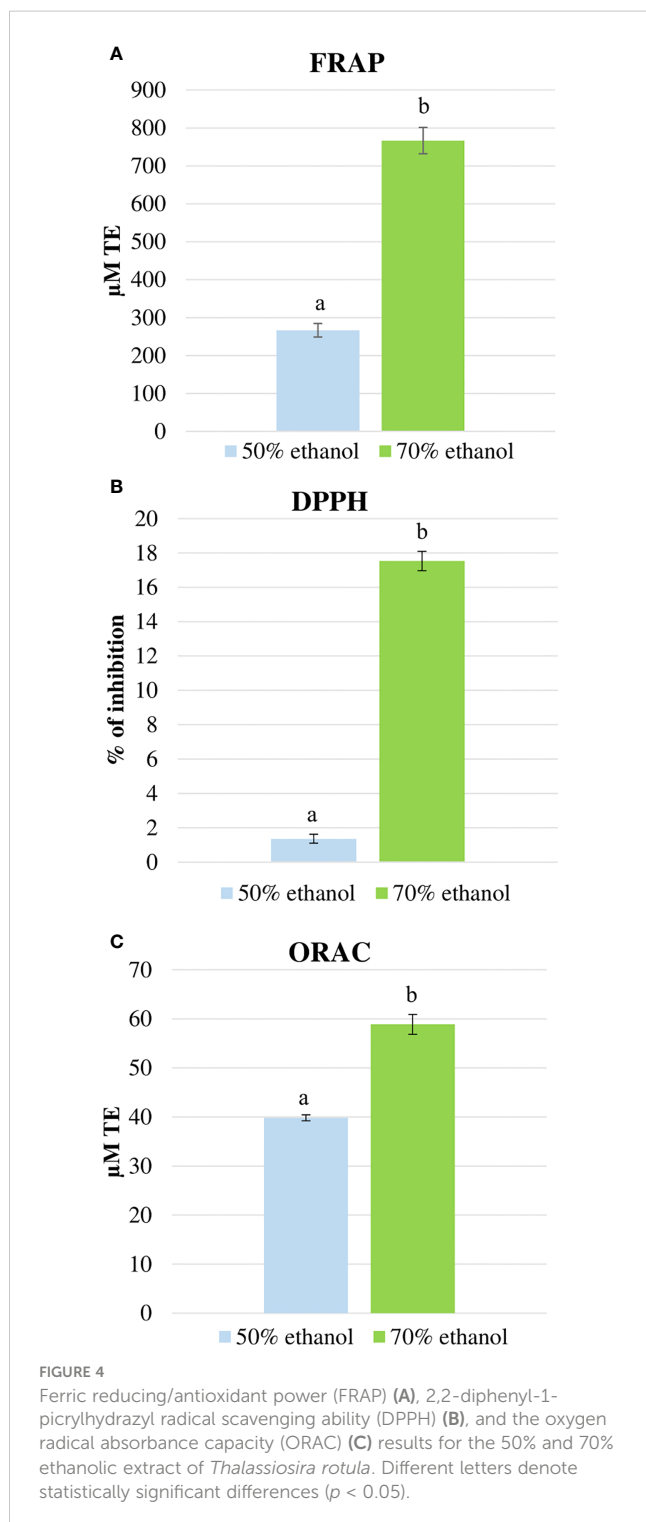 A
FRAP
900
800
700
600
500
400
300
200
100
0
µM TE
a
b
50% ethanol 70% ethanol
B
DPPH
20
18
16
14
12
10
8
6
4
2
0
% of inhibition
a
b
50% ethanol 70% ethanol
C
ORAC
70
60
50
40
30
20
10
0
µM TE
a
b
50% ethanol 70% ethanol
FIGURE 4
Ferric reducing/antioxidant power (FRAP) (A), 2,2-diphenyl-1-
picrylhydrazyl radical scavenging ability (DPPH) (B), and the oxygen
radical absorbance capacity (ORAC) (C) results for the 50% and 70%
ethanolic extract of Thalassiosira rotula. Different letters denote
statistically significant differences (p < 0.05).